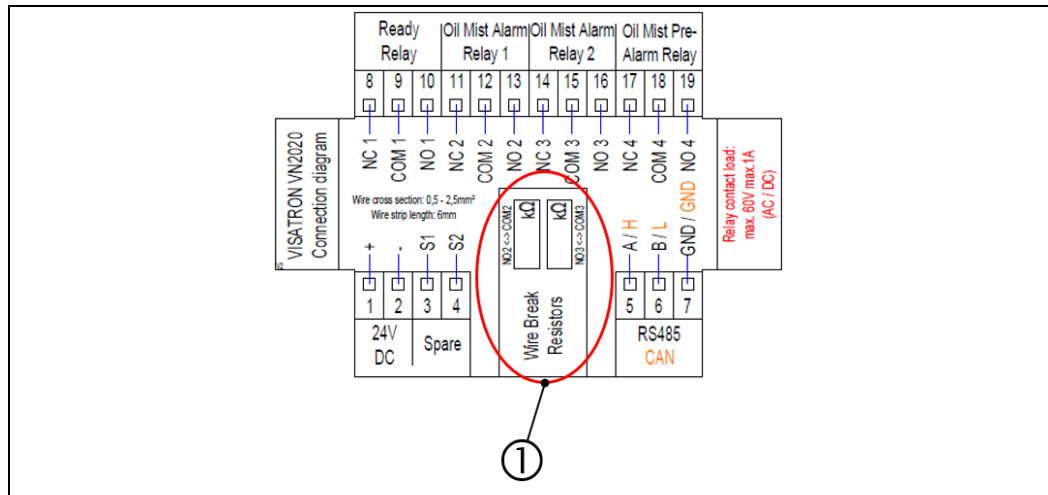 Ready Relay
Oil Mist Alarm Relay 1
Oil Mist Alarm Relay 2
Oil Mist Pre-Alarm Relay
8 9 10 11 12 13 14 15 16 17 18 19
NC 1
COM 1
NO 1
NC 2
COM 2
NO 2
NC 3
COM 3
NO 3
NC 4
COM 4
NO 4
VISATRON VN2020
Connection diagram
V2
Wire cross section: 0,5 - 2,5mm²
Wire strip length: 6mm
+
-
S1
S2
NO2 <-> COM2
kΩ
kΩ
NO3 <-> COM3
Wire Break
Resistors
A / H
B / L
GND / GND
Relay contact load:
max. 60V max.1A
(AC / DC)
1 2 3 4 5 6 7
24V
DC
Spare
RS485
CAN
1